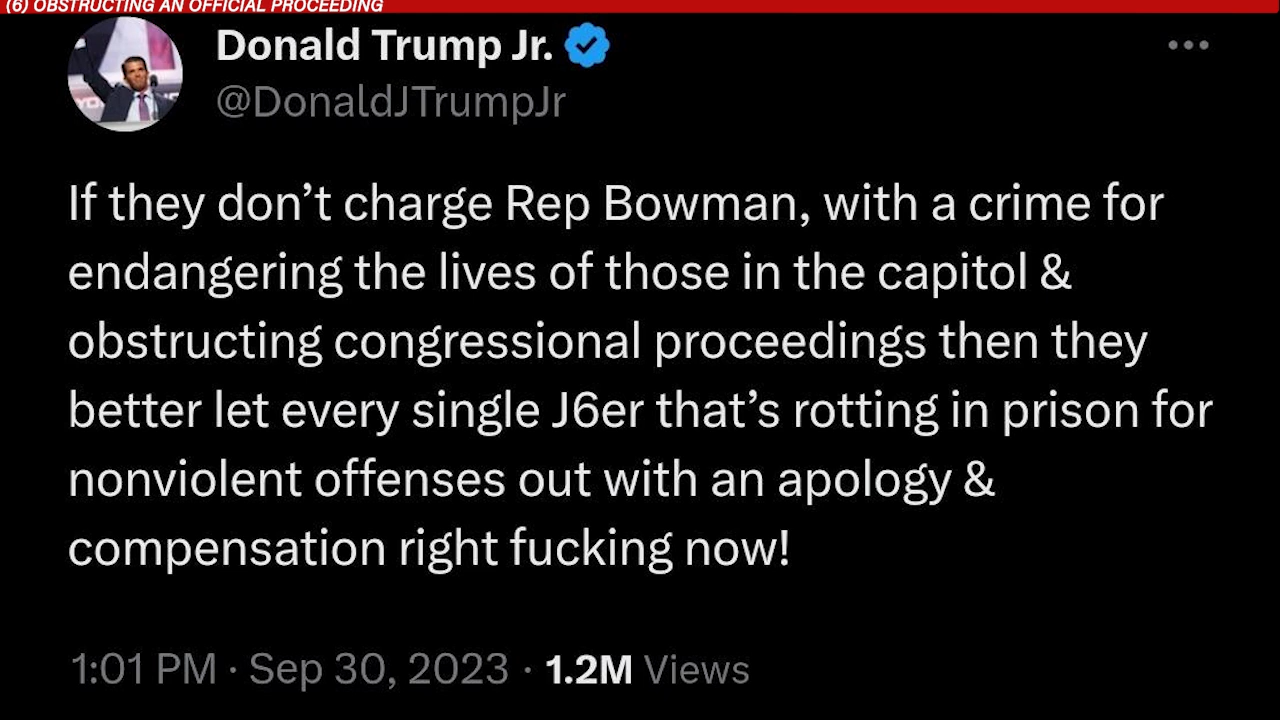 (6) OBSTRUCTING AN OFFICIAL PROCEEDING
Donald Trump Jr.
@DonaldJTrumpJr
If they don’t charge Rep Bowman, with a crime for
endangering the lives of those in the capitol &
obstructing congressional proceedings then they
better let every single J6er that’s rotting in prison for
nonviolent offenses out with an apology &
compensation right fucking now!
1:01 PM · Sep 30, 2023 · 1.2M Views